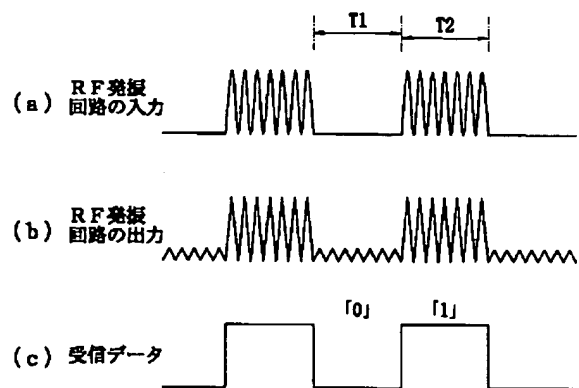 T1
T2
(a)
RF発振
回路の入力
(b)
RF発振
回路の出力
「0」
「1」
(c) 受信データ